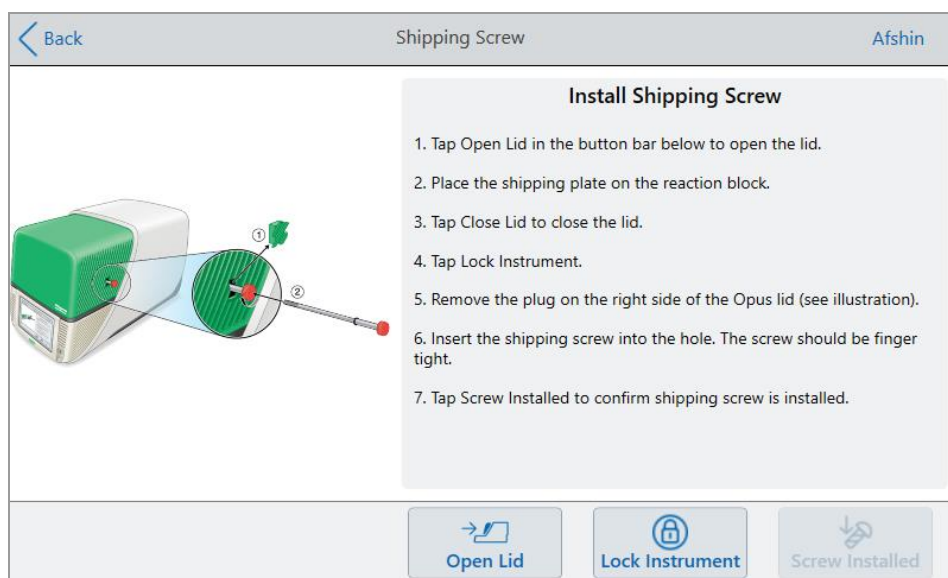 Back
Shipping Screw
Afshin
Install Shipping Screw
1. Tap Open Lid in the button bar below to open the lid.
2. Place the shipping plate on the reaction block.
3. Tap Close Lid to close the lid.
4. Tap Lock Instrument.
5. Remove the plug on the right side of the Opus lid (see illustration).
6. Insert the shipping screw into the hole. The screw should be finger
tight.
7. Tap Screw Installed to confirm shipping screw is installed.
1
2
Open Lid
Lock Instrument
Screw Installed